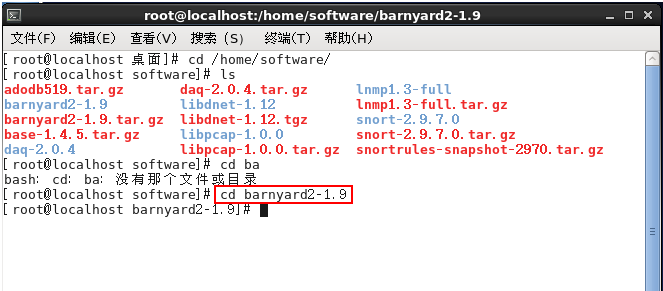 root@localhost:/home/software/barnyard2-1.9
文件(F) 编辑(E) 查看(V) 搜索 (S) 终端(T) 帮助(H)
[root@localhost 桌面]# cd /home/software/
[root@localhost software]# ls
adodb519.tar.gz daq-2.0.4.tar.gz lnmp1.3-full
barnyard2-1.9 libdnet-1.12 lnmp1.3-full.tar.gz
barnyard2-1.9.tar.gz libdnet-1.12.tgz snort-2.9.7.0
base-1.4.5.tar.gz libpcap-1.0.0 snort-2.9.7.0.tar.gz
daq-2.0.4 libpcap-1.0.0.tar.gz snortrules-snapshot-2970.tar.gz
[root@localhost software]# cd ba
bash: cd: ba: 没有那个文件或目录
[root@localhost software]# cd barnyard2-1.9
[root@localhost barnyard2-1.9]#